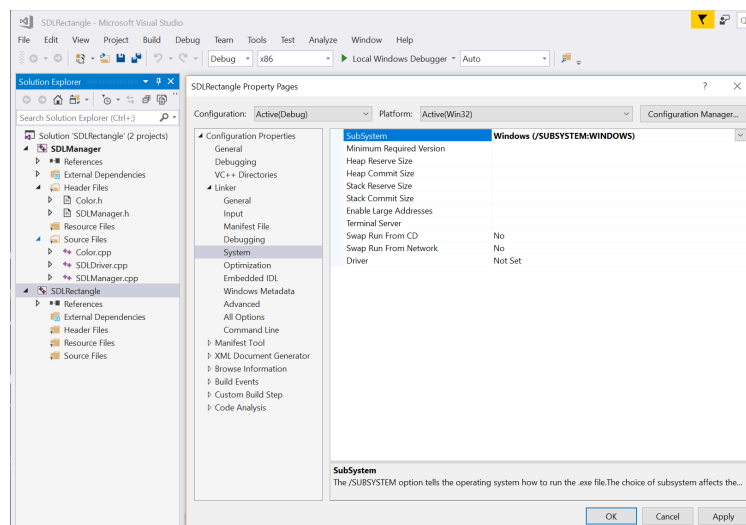 SDLRectangle - Microsoft Visual Studio
File Edit View Project Build Debug Team Tools Test Analyze Window Help
Debug x86 Local Windows Debugger Auto
Solution Explorer
Search Solution Explorer (Ctrl+;)
Solution 'SDLRectangle' (2 projects)
SDLManager
References
External Dependencies
Header Files
Color.h
SDLManager.h
Resource Files
Source Files
Color.cpp
SDLDriver.cpp
SDLManager.cpp
SDLRectangle
References
External Dependencies
Header Files
Resource Files
Source Files
SDLRectangle Property Pages
Configuration: Active(Debug) Platform: Active(Win32) Configuration Manager...
Configuration Properties
General
Debugging
VC++ Directories
Linker
General
Input
Manifest File
Debugging
System
Optimization
Embedded IDL
Windows Metadata
Advanced
All Options
Command Line
Manifest Tool
XML Document Generator
Browse Information
Build Events
Custom Build Step
Code Analysis
SubSystem Windows (/SUBSYSTEM:WINDOWS)
Minimum Required Version
Heap Reserve Size
Heap Commit Size
Stack Reserve Size
Stack Commit Size
Enable Large Addresses
Terminal Server
Swap Run From CD No
Swap Run From Network No
Driver Not Set
SubSystem
The /SUBSYSTEM option tells the operating system how to run the .exe file.The choice of subsystem affects the...
OK Cancel Apply